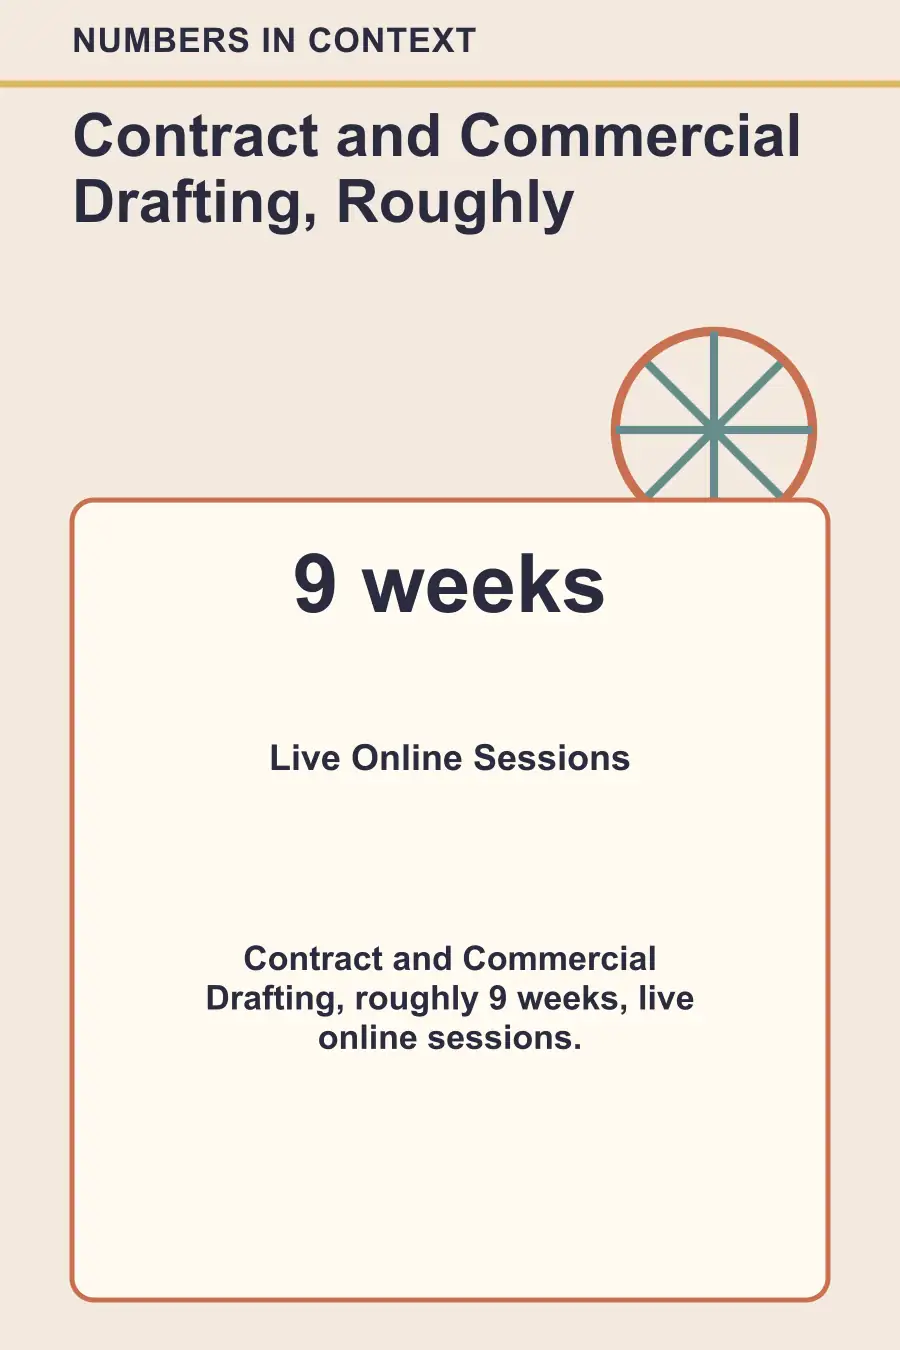 NUMBERS IN CONTEXT
Contract and Commercial
Drafting, Roughly
9 weeks
Live Online Sessions
Contract and Commercial
Drafting, roughly 9 weeks, live
online sessions.